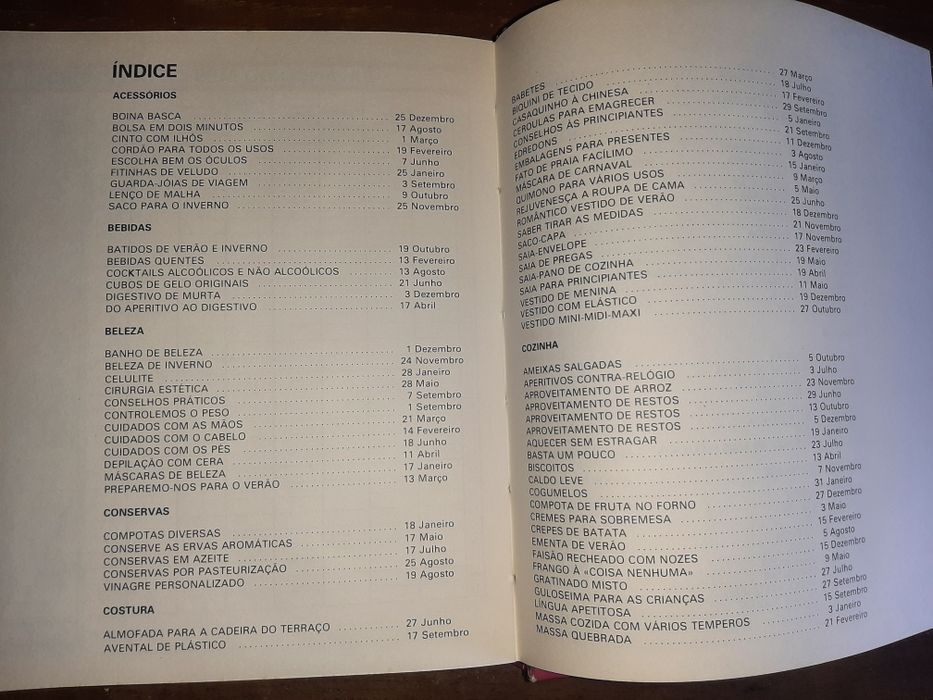 ÍNDICE
ACESSÓRIOS
BOINA BASCA 25 Dezembro
BOLSA EM DOIS MINUTOS 17 Agosto
CINTO COM ILHÓS 1 Março
CORDÃO PARA TODOS OS USOS 19 Fevereiro
ESCOLHA BEM OS ÓCULOS 7 Junho
FITINHAS DE VELUDO 25 Janeiro
GUARDA-JÓIAS DE VIAGEM 3 Setembro
LENÇO DE MALHA 9 Outubro
SACO PARA O INVERNO 25 Novembro
BEBIDAS
BATIDOS DE VERÃO E INVERNO 19 Outubro
BEBIDAS QUENTES 13 Fevereiro
COCKTAILS ALCOÓLICOS E NÃO ALCOÓLICOS 13 Agosto
CUBOS DE GELO ORIGINAIS 21 Junho
DIGESTIVO DE MURTA 3 Dezembro
DO APERITIVO AO DIGESTIVO 17 Abril
BELEZA
BANHO DE BELEZA 1 Dezembro
BELEZA DE INVERNO 24 Novembro
CELULITE 28 Janeiro
CIRURGIA ESTÉTICA 28 Maio
CONSELHOS PRÁTICOS 7 Setembro
CONTROLEMOS O PESO 1 Setembro
CUIDADOS COM AS MÃOS 21 Março
CUIDADOS COM O CABELO 14 Fevereiro
CUIDADOS COM OS PÉS 18 Junho
DEPILAÇÃO COM CERA 11 Abril
MÁSCARAS DE BELEZA 17 Janeiro
PREPAREMO-NOS PARA O VERÃO 13 Março
CONSERVAS
COMPOTAS DIVERSAS 18 Janeiro
CONSERVE AS ERVAS AROMÁTICAS 17 Maio
CONSERVAS EM AZEITE 17 Julho
CONSERVAS POR PASTEURIZAÇÃO 25 Agosto
VINAGRE PERSONALIZADO 19 Agosto
COSTURA
ALMOFADA PARA A CADEIRA DO TERRAÇO 27 Junho
AVENTAL DE PLÁSTICO 17 Setembro
BABETES 27 Março
BIQUINI DE TECIDO 18 Julho
CASAQUINHO À CHINESA 17 Fevereiro
CEROULAS PARA EMAGRECER 29 Setembro
CONSELHOS ÀS PRINCIPIANTES 5 Janeiro
EDREDONS 21 Setembro
EMBALAGENS PARA PRESENTES 11 Dezembro
FATO DE PRAIA FACÍLIMO 3 Agosto
MÁSCARA DE CARNAVAL 15 Janeiro
QUIMONO PARA VÁRIOS USOS 9 Março
REJUVENESÇA A ROUPA DE CAMA 5 Maio
ROMÂNTICO VESTIDO DE VERÃO 25 Junho
SABER TIRAR AS MEDIDAS 18 Dezembro
SACO-CAPA 21 Novembro
SAIA-ENVELOPE 17 Novembro
SAIA DE PREGAS 23 Fevereiro
SAIA-PANO DE COZINHA 19 Maio
SAIA PARA PRINCIPIANTES 19 Abril
VESTIDO DE MENINA 11 Maio
VESTIDO COM ELÁSTICO 19 Dezembro
VESTIDO MINI-MIDI-MAXI 27 Outubro
COZINHA
AMEIXAS SALGADAS 5 Outubro
APERITIVOS CONTRA-RELÓGIO 3 Julho
APROVEITAMENTO DE ARROZ 23 Novembro
APROVEITAMENTO DE RESTOS 29 Junho
APROVEITAMENTO DE RESTOS 13 Outubro
APROVEITAMENTO DE RESTOS 5 Dezembro
AQUECER SEM ESTRAGAR 19 Janeiro
BASTA UM POUCO 23 Julho
BISCOITOS 13 Abril
CALDO LEVE 7 Novembro
COGUMELOS 31 Janeiro
COMPOTA DE FRUTA NO FORNO 27 Dezembro
CREMES PARA SOBREMESA 3 Maio
CREPES DE BATATA 15 Fevereiro
EMENTA DE VERÃO 5 Agosto
FAISÃO RECHEADO COM NOZES 15 Dezembro
FRANGO À «COISA NENHUMA» 9 Maio
GRATINADO MISTO 27 Julho
GULOSEIMA PARA AS CRIANÇAS 27 Setembro
LÍNGUA APETITOSA 15 Setembro
MASSA COZIDA COM VÁRIOS TEMPEROS 3 Janeiro
MASSA QUEBRADA 21 Fevereiro